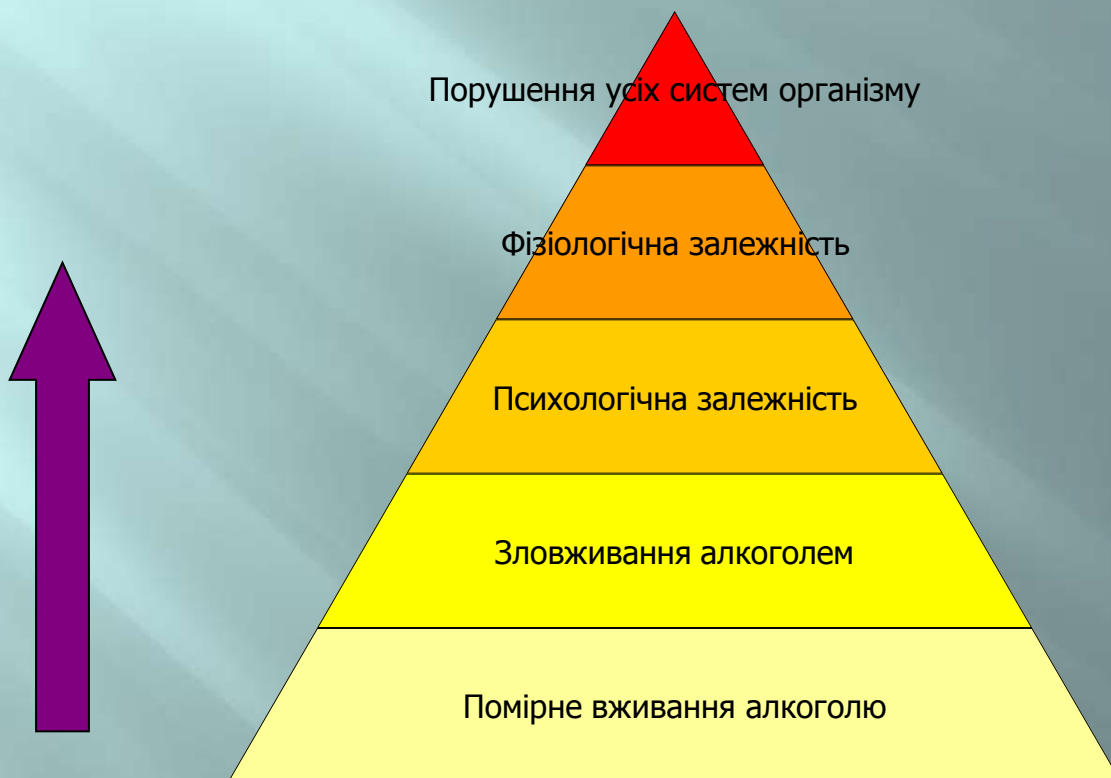 Порушення усіх систем організму
Фізіологічна залежність
Психологічна залежність
Зловживання алкоголем
Помірне вживання алкоголю